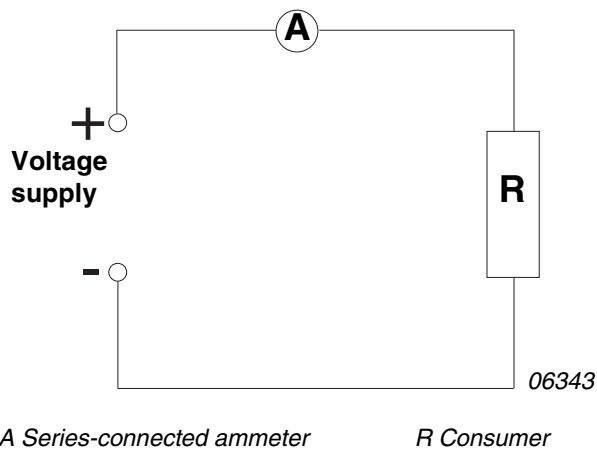 A
+
Voltage
supply
R
-
06343
A Series-connected ammeter R Consumer